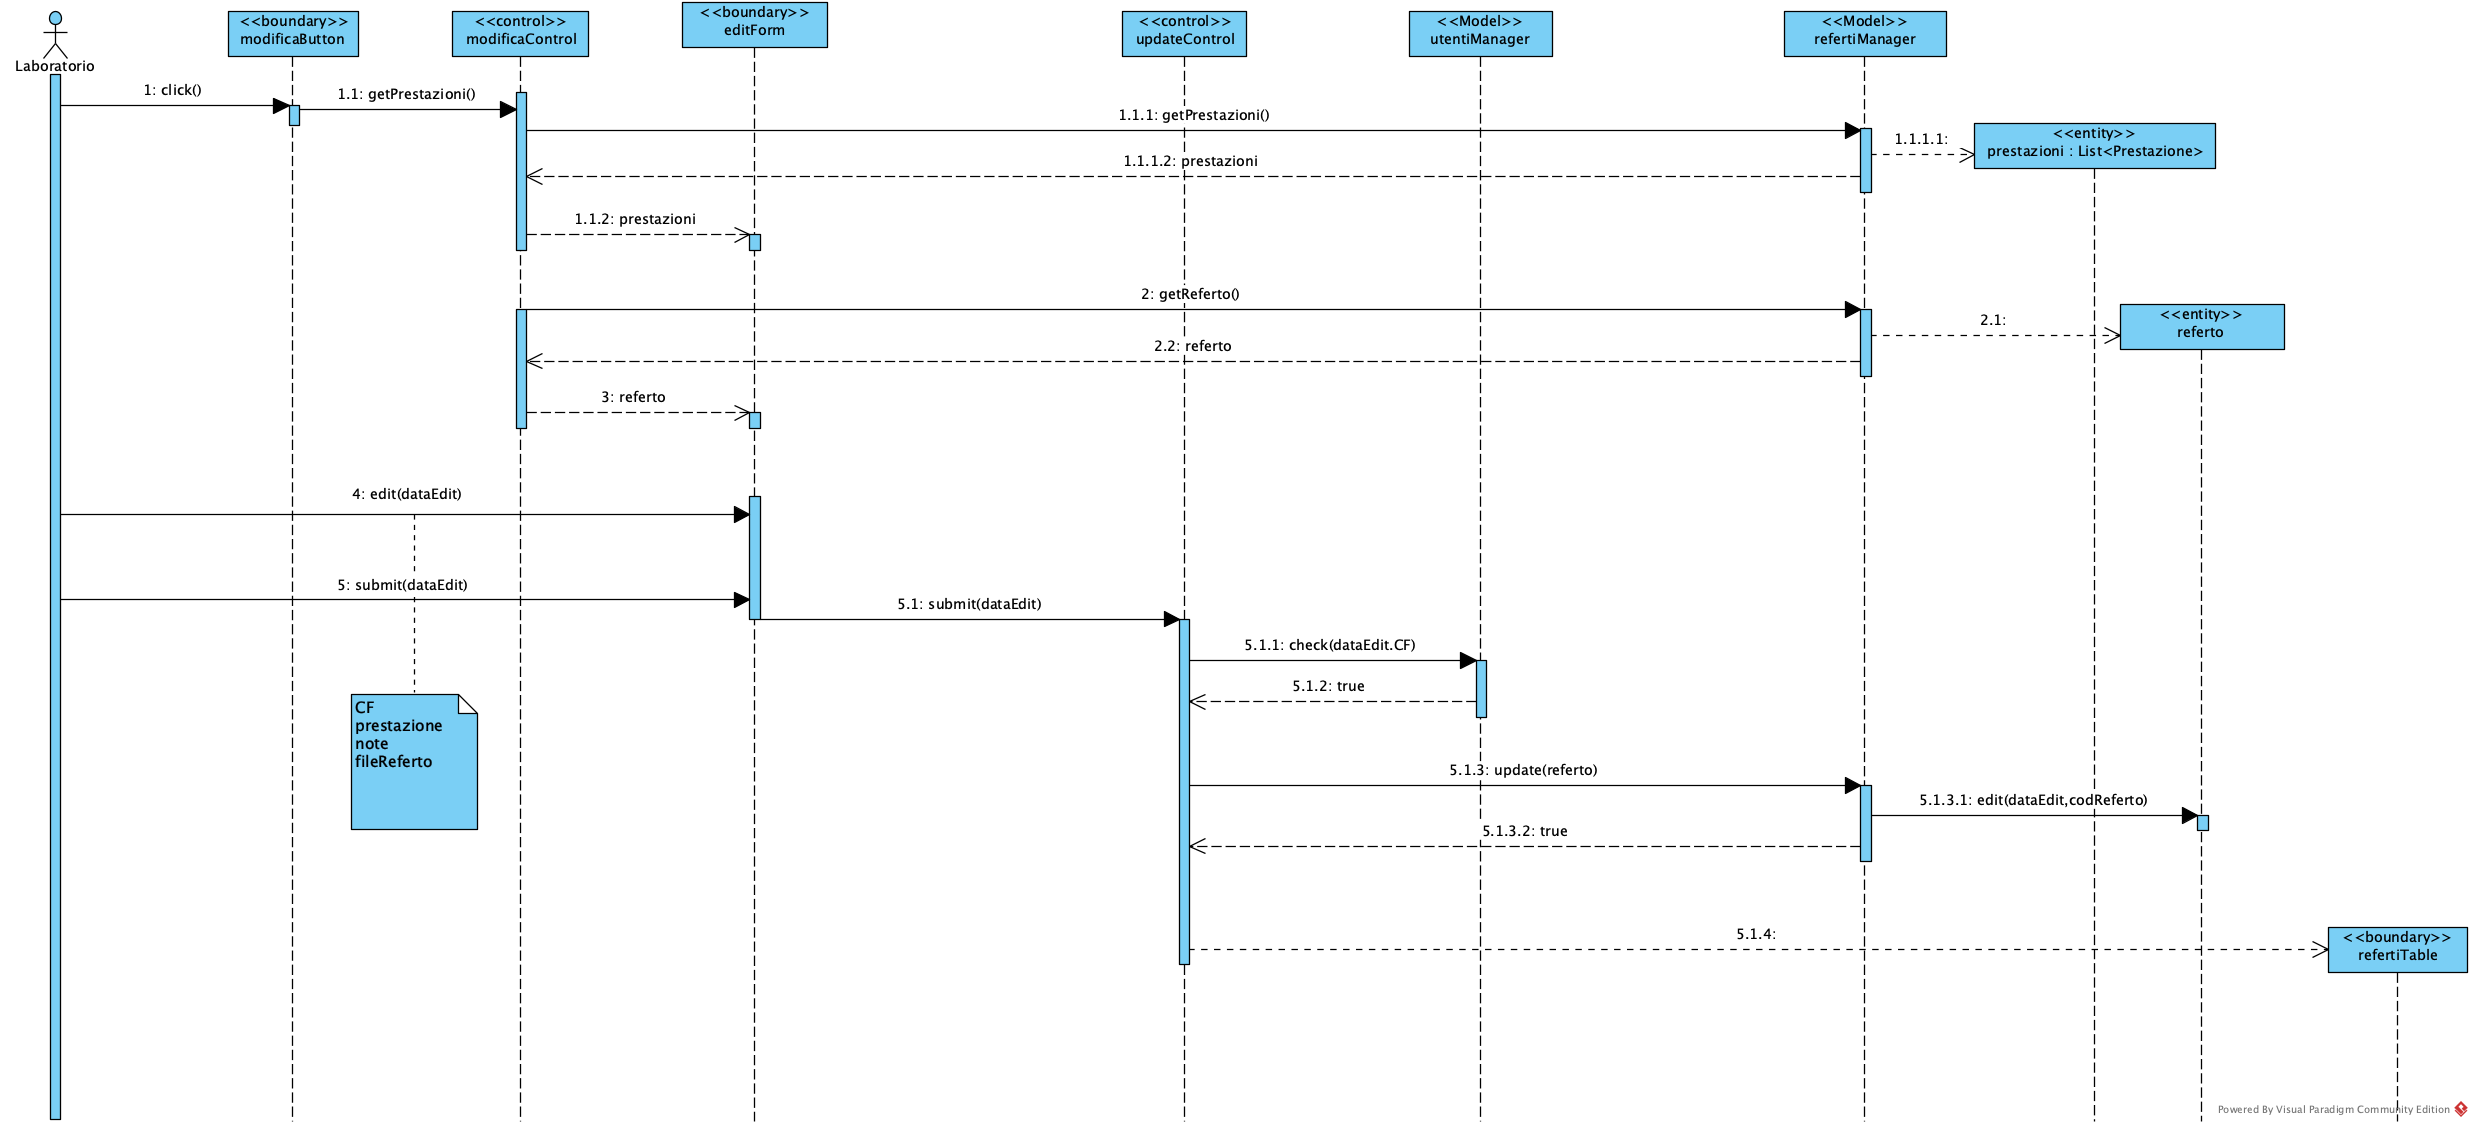 Laboratorio
<<boundary>>
modificaButton
<<control>>
modificaControl
<<boundary>>
editForm
<<control>>
updateControl
<<Model>>
utentiManager
<<Model>>
refertiManager
1: click()
1.1: getPrestazioni()
1.1.1: getPrestazioni()
<<entity>>
prestazioni : List<Prestazione>
1.1.1.1:
1.1.1.2: prestazioni
1.1.2: prestazioni
2: getReferto()
<<entity>>
referto
2.1:
2.2: referto
3: referto
4: edit(dataEdit)
5: submit(dataEdit)
5.1: submit(dataEdit)
5.1.1: check(dataEdit.CF)
5.1.2: true
CF
prestazione
note
fileReferto
5.1.3: update(referto)
5.1.3.1: edit(dataEdit,codReferto)
5.1.3.2: true
5.1.4:
<<boundary>>
refertiTable
Powered By Visual Paradigm Community Edition